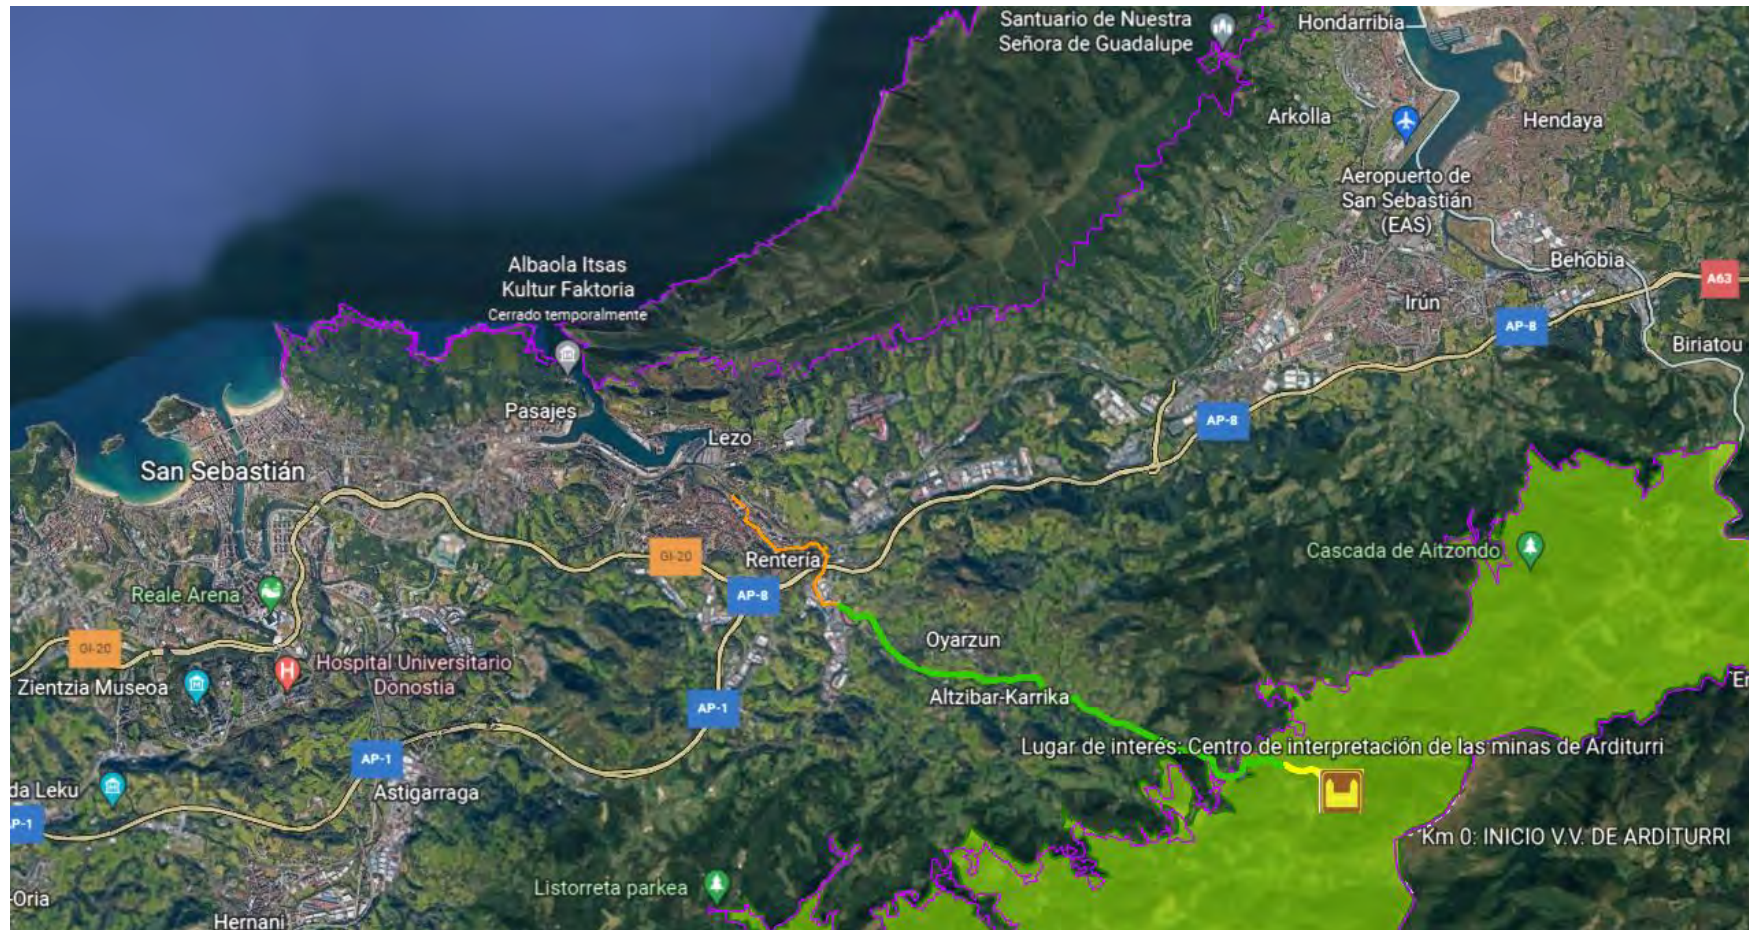 Santuario de Nuestra
Señora de Guadalupe
Hondarribia
Arkolla
Hendaya
Aeropuerto de
San Sebastián
(EAS)
Behobia
A63
Albaola Itsas
Kultur Faktoria
Cerrado temporalmente
Irún
AP-8
Biriatou
Pasajes
AP-8
Lezo
San Sebastián
GI-20
Rentería
Cascada de Aitzondo
Reale Arena
AP-8
GI-20
Oyarzun
Hospital Universitario
Donostia
Zientzia Museoa
Altzibar-Karrika
AP-1
Lugar de interés: Centro de interpretación de las minas de Arditurri
AP-1
da Leku
Astigarraga
P-1
Km 0: INICIO V.V. DE ARDITURRI
Listorreta parkea
-Oria
Hernani